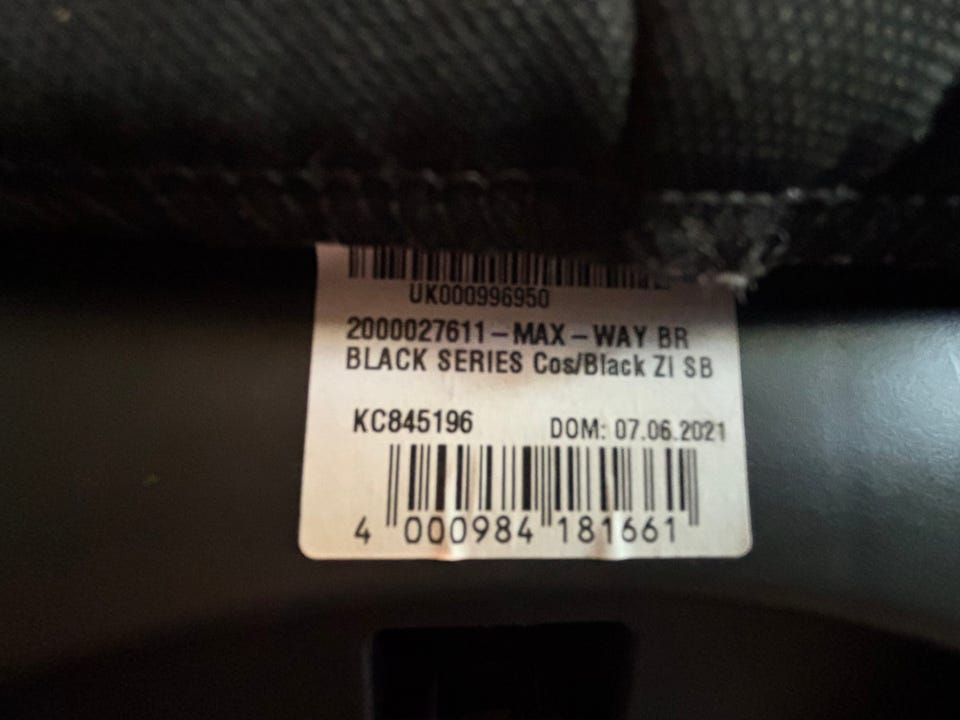 UK000996950
2000027611-MAX-WAY BR
BLACK SERIES Cos/Black ZI SB
KC845196 DOM: 07.06.2021
4 000984 181661